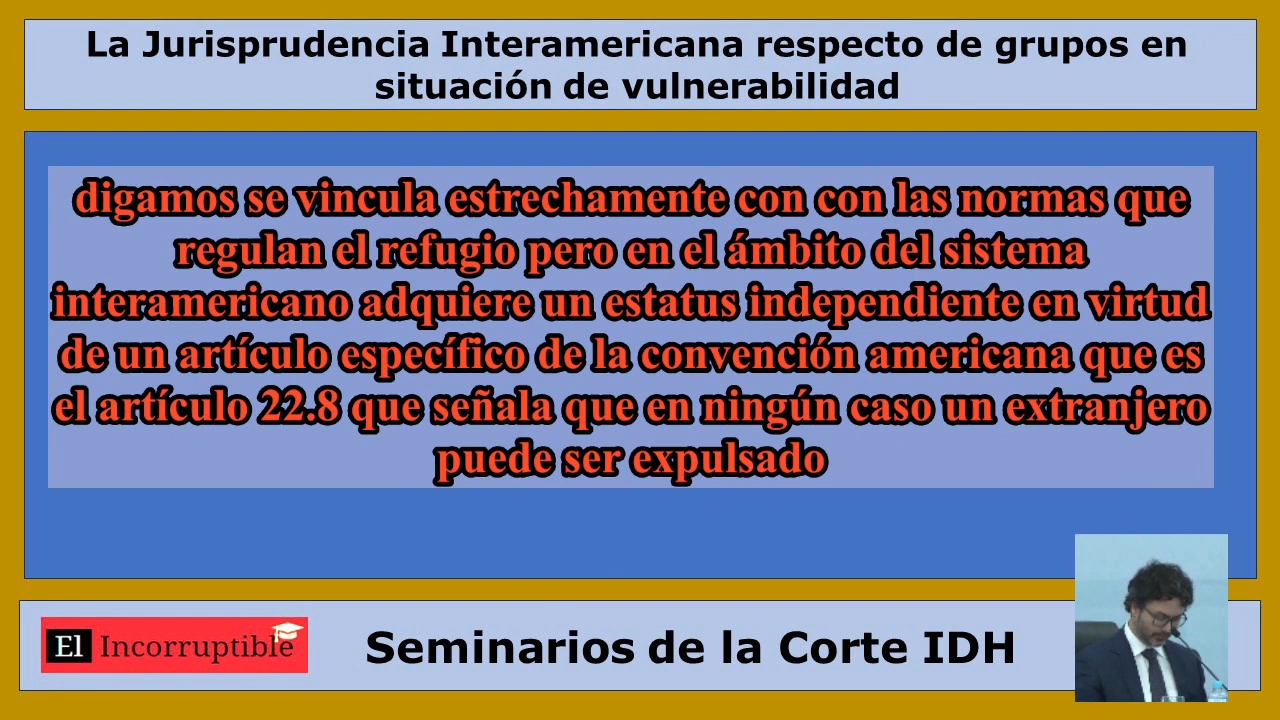 La Jurisprudencia Interamericana respecto de grupos en
situación de vulnerabilidad
digamos se vincula estrechamente con con las normas que
regulan el refugio pero en el ámbito del sistema
interamericano adquiere un estatus independiente en virtud
de un artículo específico de la convención americana que es
el artículo 22.8 que señala que en ningún caso un extranjero
puede ser expulsado
El Incorruptible
Seminarios de la Corte IDH